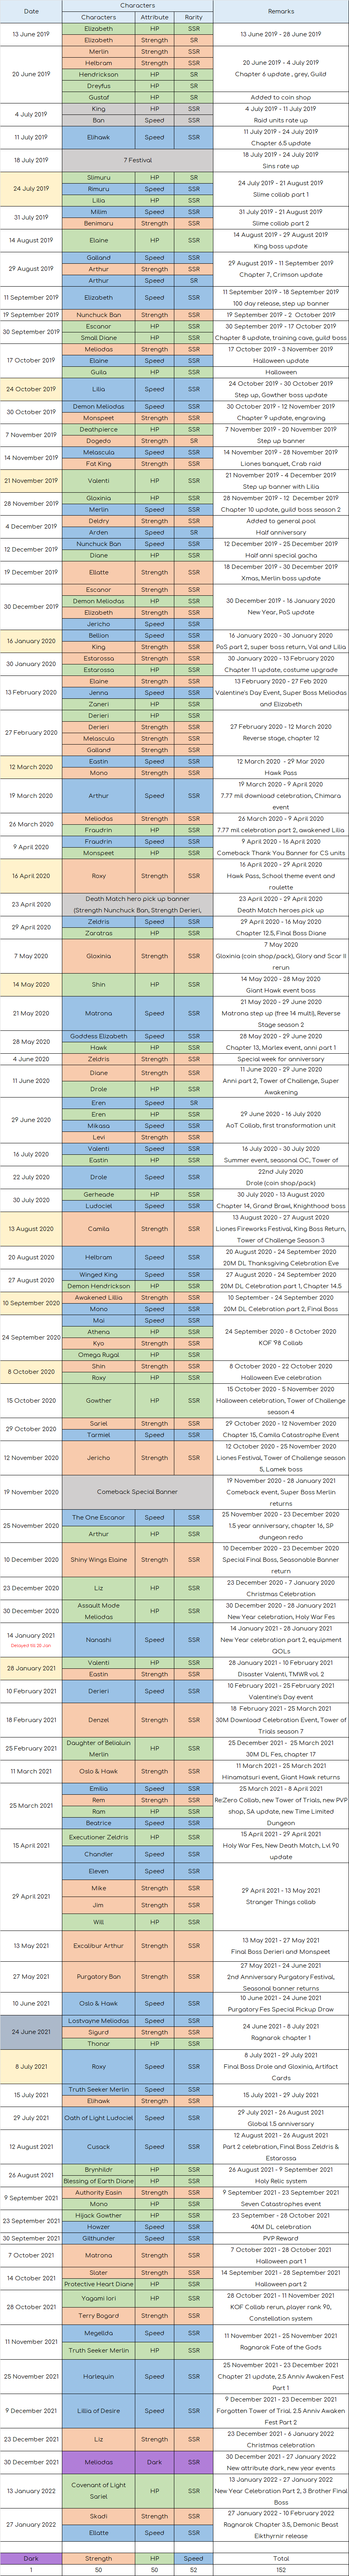 Date Characters Remarks
Characters Attribute Rarity
13 June 2019 13 June 2019 - 28 June 2019
Elizabeth HP SSR
Elizabeth Strength SR
20 June 2019
Merlin HP SSR
Helbram Strength SSR
Hendrickson HP SR
Dreyfus HP SR
20 June 2019 - 4 July 2019
Chapter 6 update , grey, Guild
Gustaf HP SR Added to coin shop
4 July 2019
King HP SSR
Ban Speed SSR
4 July 2019 - 11 July 2019
Raid units rate up
11 July 2019 Elihawk Speed SSR
11 July 2019 - 24 July 2019
Chapter 6.5 update
18 July 2019 7 Festival
18 July 2019 - 24 July 2019
Sins rate up
24 July 2019
Slimuru HP SR
Rimuru Speed SSR
Lilia HP SSR
24 July 2019 - 21 August 2019
Slime collab part 1
31 July 2019
Milim Speed SSR
Benimaru Strength SSR
31 July 2019 - 21 August 2019
Slime collab part 2
14 August 2019 Elaine HP SSR
14 August 2019 - 29 August 2019
King boss update
29 August 2019
Galland Speed SSR
Arthur Strength SSR
Arthur Speed SR
29 August 2019 - 11 September 2019
Chapter 7, Crimson update
11 September 2019 Elizabeth Speed SSR
11 September 2019 - 18 September 2019
100 day release, step up banner
19 September 2019 Nunchuck Ban Strength SSR 19 September 2019 - 2 October 2019
30 September 2019
Escanor HP SSR
Small Diane HP SSR
30 September 2019 - 17 October 2019
Chapter 8 update, training cave, guild boss
17 October 2019
Meliodas Strength SSR
Elaine Speed SSR
Guila HP SSR
17 October 2019 - 3 November 2019
Halloween update
Halloween
24 October 2019 Lilia Speed SSR
24 October 2019 - 30 October 2019
Step up, Gowther boss update
30 October 2019
Demon Meliodas Speed SSR
Monspeet Strength SSR
30 October 2019 - 12 November 2019
Chapter 9 update, engraving
7 November 2019
Deathpierce HP SSR
Dogedo Strength SR
7 November 2019 - 20 November 2019
Step up banner
14 November 2019
Melascula Speed SSR
Fat King Strength SSR
14 November 2019 - 28 November 2019
Liones banquet, Crab raid
21 November 2019 Valenti HP SSR
21 November 2019 - 4 December 2019
Step up banner with Lilia
28 November 2019
Gloxinia HP SSR
Merlin Speed SSR
28 November 2019 - 12 December 2019
Chapter 10 update, guild boss season 2
4 December 2019
Deldry Strength SSR
Arden Speed SR
Added to general pool
Half anniversary
12 December 2019
Nunchuck Ban Speed SSR
Diane HP SSR
12 December 2019 - 25 December 2019
Half anni special gacha
19 December 2019 Ellatte Strength SSR
18 December 2019 - 30 December 2019
Xmas, Merlin boss update
30 December 2019
Escanor Strength SSR
Demon Meliodas HP SSR
Elizabeth Strength SSR
Jericho Speed SSR
30 December 2019 - 16 January 2020
New Year, PoS update
16 January 2020
Bellion Speed SSR
King Strength SSR
16 January 2020 - 30 January 2020
PoS part 2, super boss return, Val and Lilia
30 January 2020
Estarossa Strength SSR
Estarossa HP SSR
30 January 2020 - 13 February 2020
Chapter 11 update, costume upgrade
13 February 2020
Elaine Strength SSR
Jenna Speed SSR
Zaneri HP SSR
13 February 2020 - 27 Feb 2020
Valentine's Day Event, Super Boss Meliodas
and Elizabeth
27 February 2020
Derieri HP SSR
Derieri Strength SSR
Melascula Strength SSR
Galland Strength SSR
27 February 2020 - 12 March 2020
Reverse stage, chapter 12
12 March 2020
Eastin Speed SSR
Mono Strength SSR
12 March 2020 - 29 Mar 2020
Hawk Pass
19 March 2020 Arthur Speed SSR
19 March 2020 - 9 April 2020
7.77 mil download celebration, Chimara
event
26 March 2020
Meliodas Strength SSR
Fraudrin HP SSR
26 March 2020 - 9 April 2020
7.77 mil celebration part 2, awakened Lilia
9 April 2020
Fraudrin Speed SSR
Monspeet HP SSR
9 April 2020 - 16 April 2020
Comeback Thank You Banner for CS units
16 April 2020 Roxy Strength SSR
16 April 2020 - 29 April 2020
Hawk Pass, School theme event and
roulette
23 April 2020
Death Match hero pick up banner
(Strength Nunchuck Ban, Strength Derieri,
23 April 2020 - 29 April 2020
Death Match heroes pick up
29 April 2020
Zeldris Speed SSR
Zaratras HP SSR
29 April 2020 - 16 May 2020
Chapter 12.5, Final Boss Diane
7 May 2020 Gloxinia Strength SSR
7 May 2020
Gloxinia (coin shop/pack), Glory and Scar II
rerun
14 May 2020 Shin HP SSR
14 May 2020 - 28 May 2020
Giant Hawk event boss
21 May 2020 Matrona Speed SSR
21 May 2020 - 29 June 2020
Matrona step up (free 14 multi), Reverse
Stage season 2
28 May 2020
Goddess Elizabeth Speed SSR
Hawk HP SSR
28 May 2020 - 29 June 2020
Chapter 13, Marlex event, anni part 1
4 June 2020 Zeldris Strength SSR Special week for anniversary
11 June 2020
Diane Strength SSR
Drole HP SSR
11 June 2020 - 29 June 2020
Anni part 2, Tower of Challenge, Super
Awakening
29 June 2020
Eren Speed SR
Eren HP SSR
Mikasa Speed SSR
Levi Strength SSR
29 June 2020 - 16 July 2020
AoT Collab, first transformation unit
16 July 2020
Valenti Speed SSR
Eastin HP SSR
16 July 2020 - 30 July 2020
Summer event, seasonal OC, Tower of
22 July 2020 Drole Speed SSR
22nd July 2020
Drole (coin shop/pack)
30 July 2020
Gerheade HP SSR
Ludociel Speed SSR
30 July 2020 - 13 August 2020
Chapter 14, Grand Brawl, Knighthood boss
13 August 2020 Camila Strength SSR
13 August 2020 - 27 August 2020
Liones Fireworks Festival, King Boss Return,
Tower of Challenge Season 3
20 August 2020 Helbram Speed SSR
20 August 2020 - 24 September 2020
20M DL Thanksgiving Celebration Eve
27 August 2020
Winged King Speed SSR
Demon Hendrickson HP SSR
27 August 2020 - 24 September 2020
20M DL Celebration Part 1, Chapter 14.5
10 September 2020
Awakened Lillia Strength SSR
Mono Speed SSR
10 September - 24 September 2020
20M DL Celebration part 2, Final Boss
24 September 2020
Mai Speed SSR
Athena HP SSR
Kyo Strength SSR
Omega Rugal HP SSR
24 September 2020 - 8 October 2020
KOF '98 Collab
8 October 2020
Shin Strength SSR
Roxy HP SSR
8 October 2020 - 22 October 2020
Halloween Eve celebration
15 October 2020 Gowther HP SSR
15 October 2020 - 5 November 2020
Halloween celebration, Tower of Challenge
season 4
29 October 2020
Sariel Strength SSR
Tarmiel Speed SSR
29 October 2020 - 12 November 2020
Chapter 15, Camila Catastrophe Event
12 November 2020 Jericho Strength SSR
12 October 2020 - 25 November 2020
Liones Festival, Tower of Challenge season
5, Lamek boss
19 November 2020 Comeback Special Banner
19 November 2020 - 28 January 2021
Comeback event, Super Boss Merlin
returns
25 November 2020
The One Escanor Speed SSR
Arthur HP SSR
25 November 2020 - 23 December 2020
1.5 year anniversary, chapter 16, SP
dungeon redo
10 December 2020 Shiny Wings Elaine Strength SSR
10 December 2020 - 23 December 2020
Special Final Boss, Seasonable Banner
return
23 December 2020 Liz HP SSR
23 December 2020 - 7 January 2020
Christmas Celebration
30 December 2020
Assault Mode
Meliodas
HP SSR
30 December 2020 - 28 January 2021
New Year celebration, Holy War Fes
14 January 2021
Delayed till 20 Jan
Nanashi Speed SSR
14 January 2021 - 28 January 2021
New Year celebration part 2, equipment
QOLs
28 January 2021
Valenti HP SSR
Eastin Strength SSR
28 January 2021 - 10 February 2021
Disaster Valenti, TMWR vol. 2
10 February 2021 Derieri Speed SSR
10 February 2021 - 25 February 2021
Valentine's Day event
18 February 2021 Denzel Strength SSR
18 February 2021 - 25 March 2021
30M Download Celebration Event, Tower of
Trials season 7
25 February 2021
Daughter of Belialuin
Merlin
HP SSR
25 December 2021 - 25 March 2021
30M DL Fes, chapter 17
11 March 2021 Oslo & Hawk Strength SSR
11 March 2021 - 25 March 2021
Hinamatsuri event, Giant Hawk returns
25 March 2021
Emilia Speed SSR
Rem Strength SSR
Ram HP SSR
Beatrice Speed SSR
25 March 2021 - 8 April 2021
Re:Zero Collab, new Tower of Trials, new PVP
shop, SA update, new Time Limited
Dungeon
15 April 2021
Executioner Zeldris HP SSR
Chandler Speed SSR
15 April 2021 - 29 April 2021
Holy War Fes, New Death Match, Lvl.90
update
29 April 2021
Eleven Speed SSR
Mike Strength SSR
Jim Strength SSR
Will HP SSR
29 April 2021 - 13 May 2021
Stranger Things collab
13 May 2021 Excalibur Arthur Strength SSR
13 May 2021 - 27 May 2021
Final Boss Derieri and Monspeet
27 May 2021 Purgatory Ban Strength SSR
27 May 2021 - 24 June 2021
2nd Anniversary Purgatory Festival,
Seasonal banner returns
10 June 2021 Oslo & Hawk Speed SSR
10 June 2021 - 24 June 2021
Purgatory Fes Special Pickup Draw
24 June 2021
Lostvayne Meliodas Speed SSR
Sigurd Strength SSR
Thonar HP SSR
24 June 2021 - 8 July 2021
Ragnarok chapter 1
8 July 2021 Roxy Speed SSR
8 July 2021 - 29 July 2021
Final Boss Drole and Gloxinia, Artifact
Cards
15 July 2021
Truth Seeker Merlin Speed SSR
Elihawk Strength SSR
15 July 2021 - 29 July 2021
29 July 2021 Oath of Light Ludociel Speed SSR
29 July 2021 - 26 August 2021
Global 1.5 anniversary
12 August 2021 Cusack Speed SSR
12 August 2021 - 26 August 2021
Part 2 celebration, Final Boss Zeldris &
Estarossa
26 August 2021
Brynhildr HP SSR
Blessing of Earth Diane HP SSR
26 August 2021 - 9 September 2021
Holy Relic system
9 September 2021
Authority Easin Strength SSR
Mono HP SSR
9 September 2021 - 23 September 2021
Seven Catastrophes event
23 September 2021
Hijack Gowther HP SSR
Howzer Speed SSR
23 September - 28 October 2021
40M DL celebration
30 September 2021 Gilthunder Speed SSR PVP Reward
7 October 2021 Matrona Strength SSR
7 October 2021 - 28 October 2021
Halloween part 1
14 October 2021
Slater Strength SSR
Protective Heart Diane HP SSR
14 September 2021 - 28 September 2021
Halloween part 2
28 October 2021
Yagami Iori HP SSR
Terry Bogard Strength SSR
28 October 2021 - 11 November 2021
KOF Collab rerun, player rank 90,
Constellation system
11 November 2021
Megellda Speed SSR
Truth Seeker Merlin HP SSR
11 November 2021 - 25 November 2021
Ragnarok Fate of the Gods
25 November 2021 Harlequin Speed SSR
25 November 2021 - 23 December 2021
Chapter 21 update, 2.5 Anniv Awaken Fest
Part 1
9 December 2021 Lillia of Desire Speed SSR
9 December 2021 - 23 December 2021
Forgotten Tower of Trial. 2.5 Anniv Awaken
Fest Part 2
23 December 2021 Liz Strength SSR
23 December 2021 - 6 January 2022
Christmas celebration
30 December 2021 Meliodas Dark SSR
30 December 2021 - 27 January 2022
New attribute dark, new year events
13 January 2022
Covenant of Light
Sariel
HP SSR
13 January 2022 - 27 January 2022
New Year Celebration Part 2, 3 Brother Final
Boss
27 January 2022
Skadi Strength SSR
Ellatte Speed SSR
27 January 2022 - 10 February 2022
Ragnarok Chapter 3.5, Demonic Beast
Eikthyrnir release
Dark Strength HP Speed Total
1 50 50 52 152